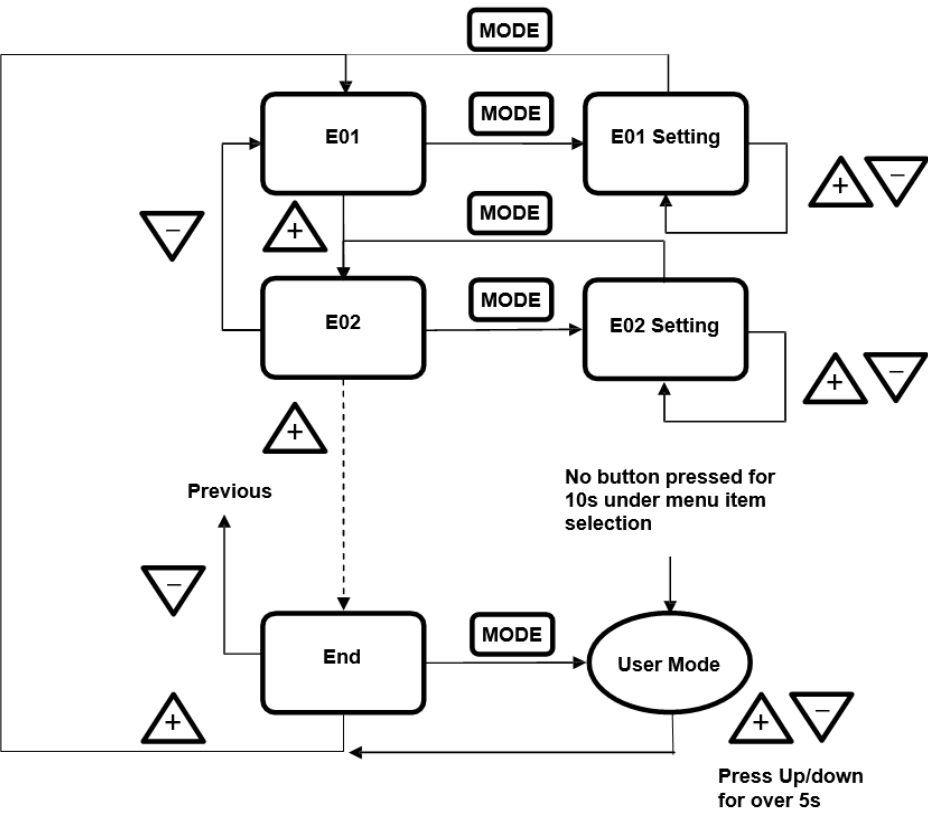 MODE
E01
MODE
E01 Setting
+
−
−
+
MODE
E02
MODE
E02 Setting
+
−
+
Previous
No button pressed for
10s under menu item
selection
−
End
MODE
User Mode
+
+
−
Press Up/down
for over 5s